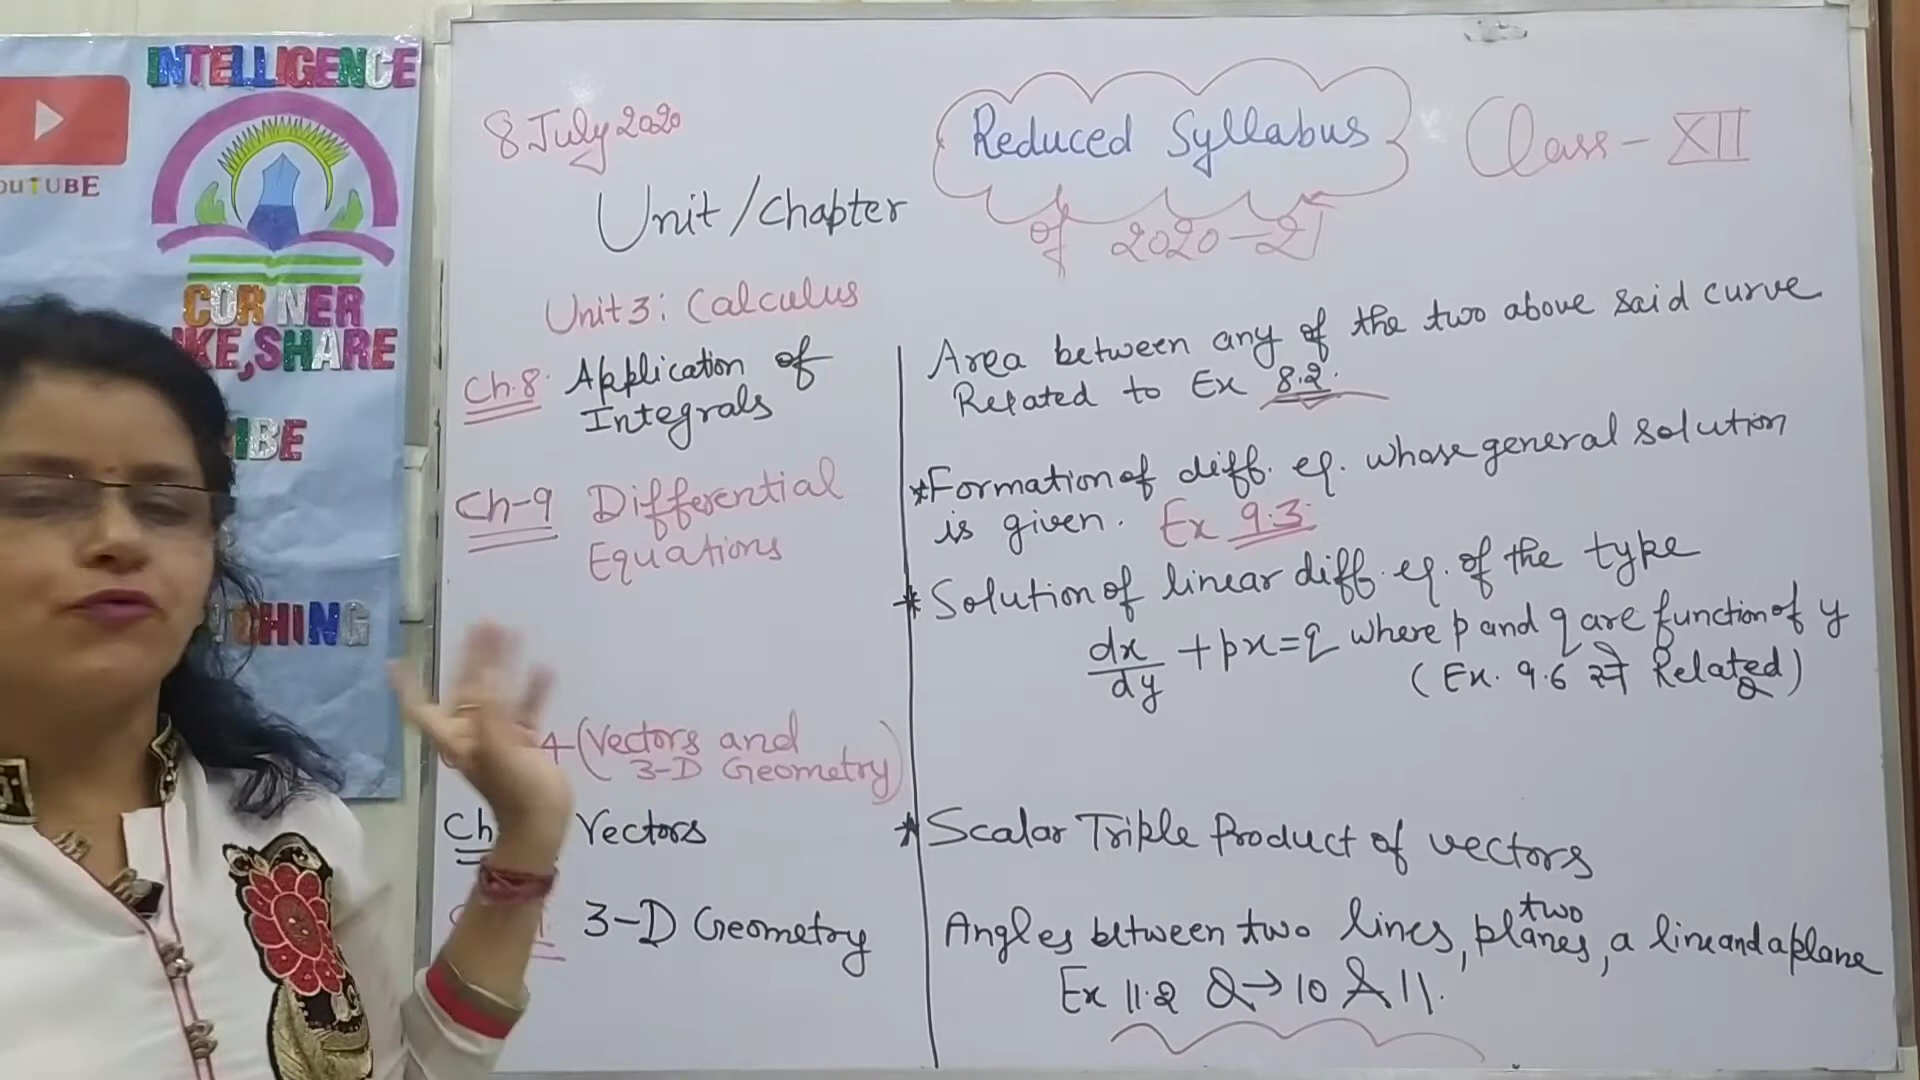 INTELLIGENCE
CORNER
SHARE
8 July 2020
Reduced Syllabus
of 2020-21
Class - XII
Unit/Chapter
Unit 3: Calculus
Ch.8. Application of
Integrals
Area between any of the two above said curve
Related to Ex 8.2.
Ch-9 Differential
Equations
*Formation of diff. eq. whose general solution
is given. Ex 9.3.
* Solution of linear diff. eq. of the type
dx/dy + px = q where p and q are function of y
(Ex. 9.6 से Related)
4 (Vectors and
3-D Geometry)
Ch Vectors
* Scalar Triple Product of vectors
3-D Geometry
Angles between two lines, two planes, a line and a plane
Ex 11.2 Q→10 & 11.